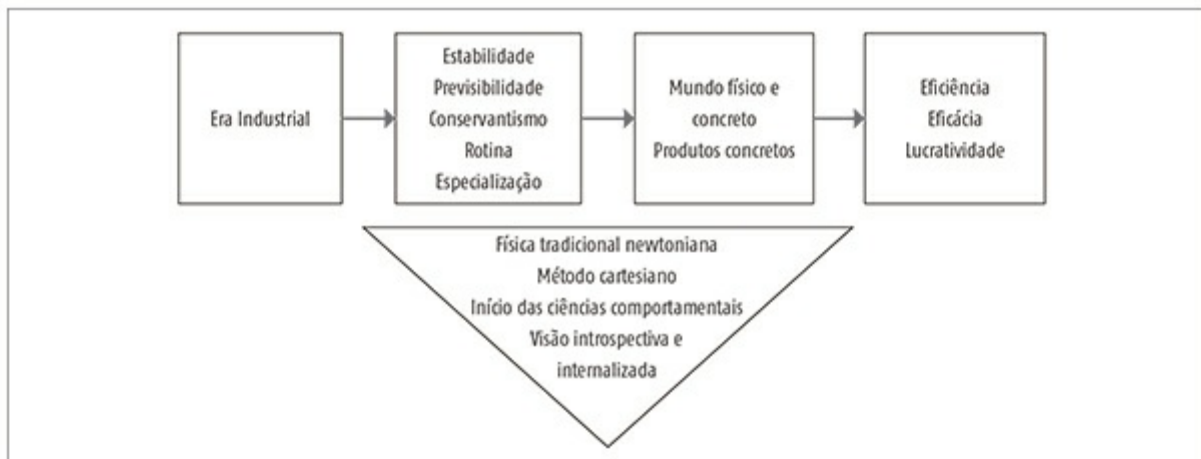 Era Industrial
Estabilidade
Previsibilidade
Conservantismo
Rotina
Especialização
Mundo físico e
concreto
Produtos concretos
Eficiência
Eficácia
Lucratividade
Física tradicional newtoniana
Método cartesiano
Início das ciências comportamentais
Visão introspectiva e
internalizada